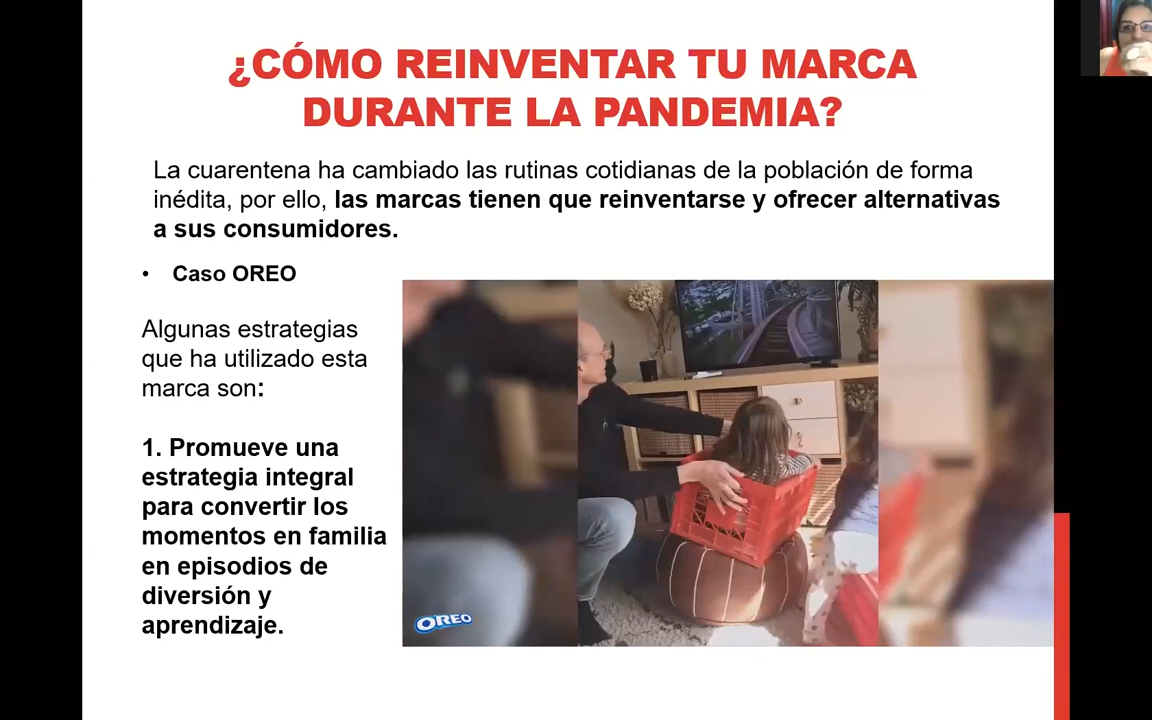 ¿CÓMO REINVENTAR TU MARCA
DURANTE LA PANDEMIA?
La cuarentena ha cambiado las rutinas cotidianas de la población de forma
inédita, por ello, las marcas tienen que reinventarse y ofrecer alternativas
a sus consumidores.
• Caso OREO
Algunas estrategias
que ha utilizado esta
marca son:
1. Promueve una
estrategia integral
para convertir los
momentos en familia
en episodios de
diversión y
aprendizaje.
OREO